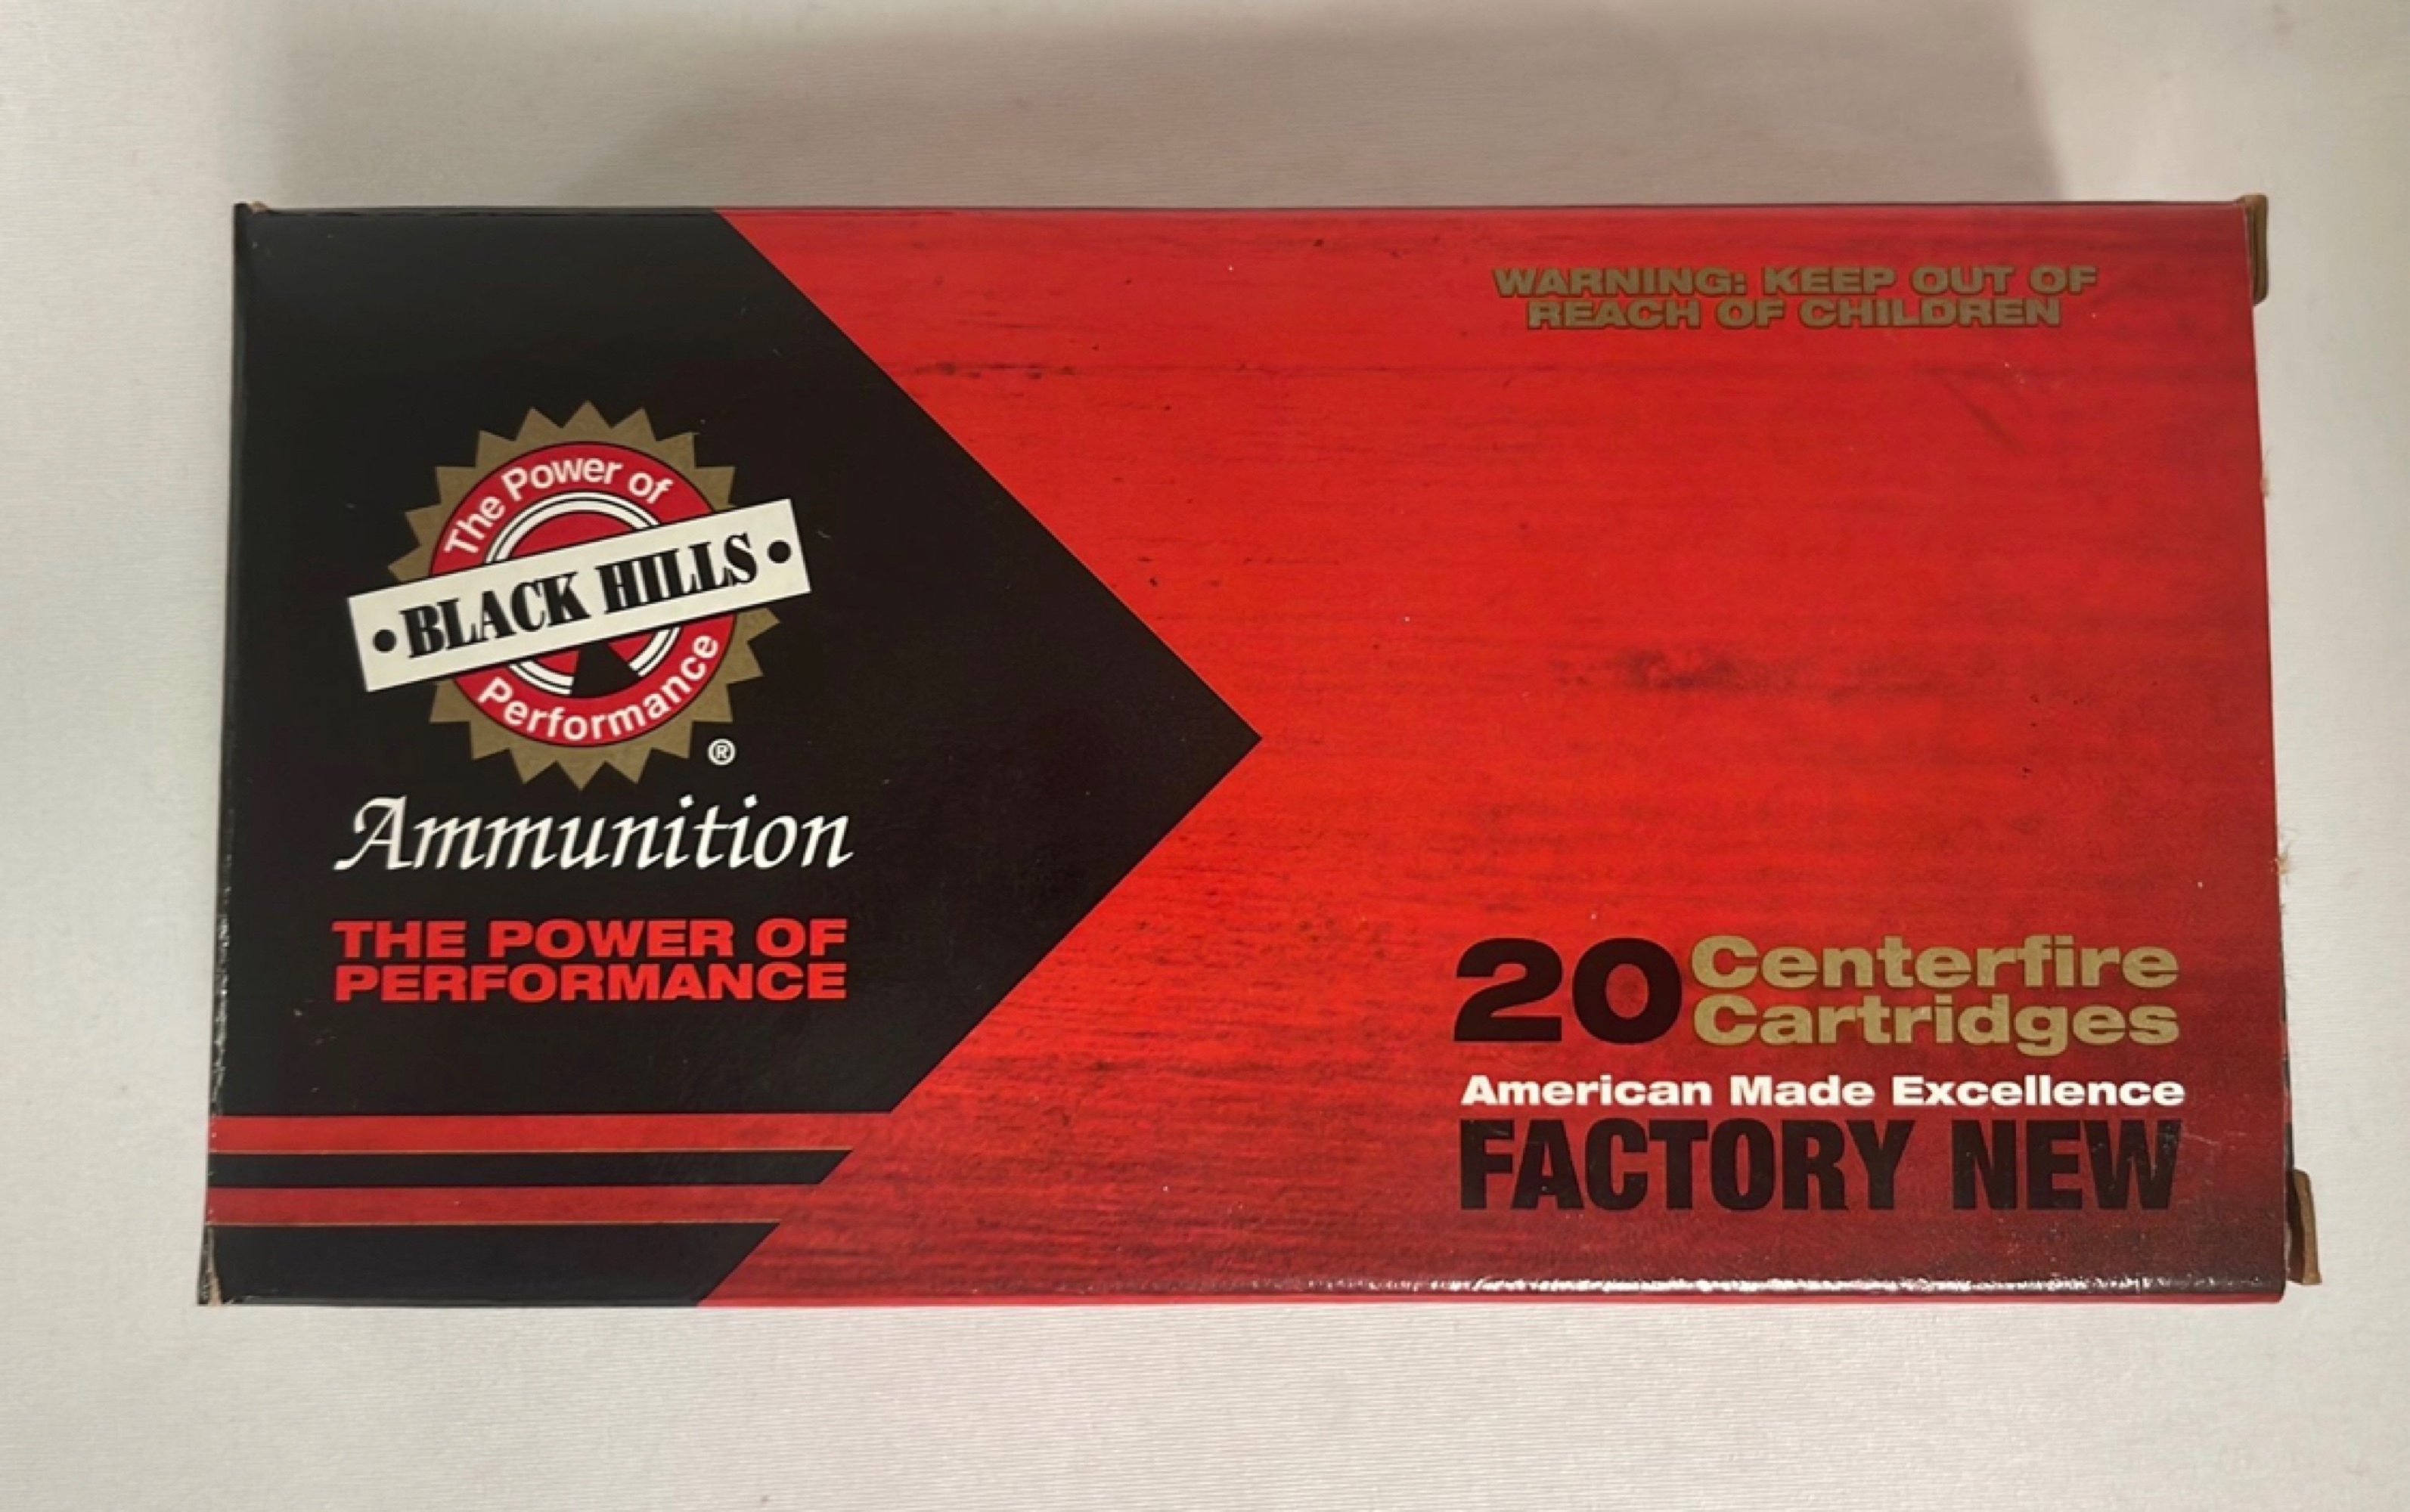 The Power of
• BLACK HILLS •
Performance
®
Ammunition
THE POWER OF
PERFORMANCE
WARNING: KEEP OUT OF
REACH OF CHILDREN
20 Centerfire
Cartridges
American Made Excellence
FACTORY NEW